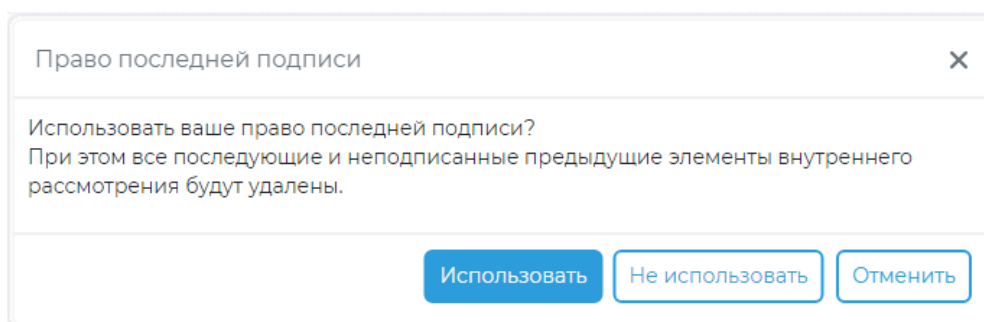 Право последней подписи
Использовать ваше право последней подписи?
При этом все последующие и неподписанные предыдущие элементы внутреннего
рассмотрения будут удалены.
Использовать Не использовать Отменить